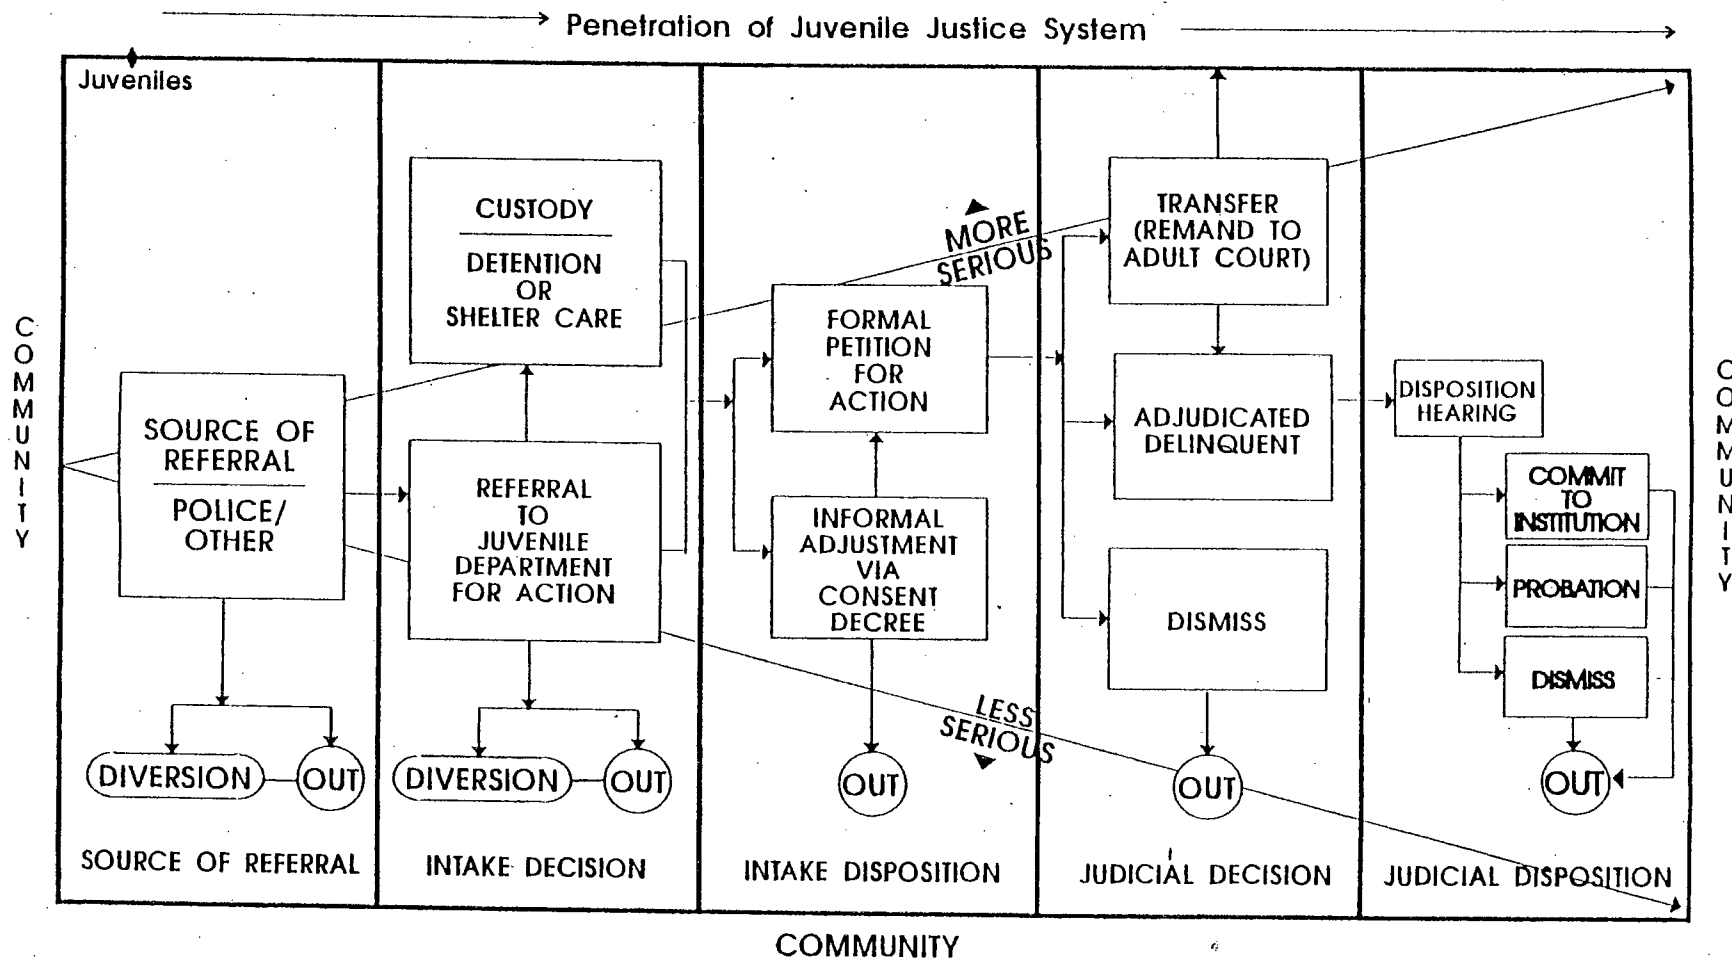 Penetration of Juvenile Justice System
Juveniles
COMMUNITY
SOURCE OF
REFERRAL
POLICE/
OTHER
DIVERSION
OUT
SOURCE OF REFERRAL
CUSTODY
DETENTION
OR
SHELTER CARE
REFERRAL
TO
JUVENILE
DEPARTMENT
FOR ACTION
DIVERSION
OUT
INTAKE DECISION
FORMAL
PETITION
FOR
ACTION
INFORMAL
ADJUSTMENT
VIA
CONSENT
DECREE
OUT
INTAKE DISPOSITION
MORE
SERIOUS
LESS
SERIOUS
TRANSFER
(REMAND TO
ADULT COURT)
ADJUDICATED
DELINQUENT
DISMISS
OUT
JUDICIAL DECISION
DISPOSITION
HEARING
COMMIT
TO
INSTITUTION
PROBATION
DISMISS
OUT
JUDICIAL DISPOSITION
COMMUNITY
COMMUNITY